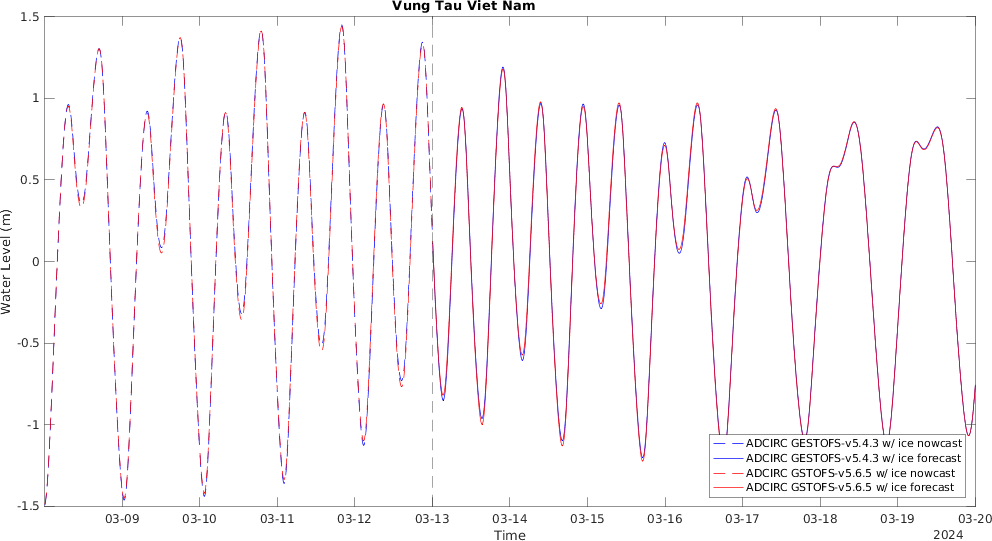 Vung Tau Viet Nam
1.5
1
0.5
0
-0.5
-1
-1.5
Water Level (m)
ADCIRC GESTOFS-v5.4.3 w/ ice nowcast
ADCIRC GESTOFS-v5.4.3 w/ ice forecast
ADCIRC GSTOFS-v5.6.5 w/ ice nowcast
ADCIRC GSTOFS-v5.6.5 w/ ice forecast
03-09 03-10 03-11 03-12 03-13 03-14 03-15 03-16 03-17 03-18 03-19 03-20
Time
2024